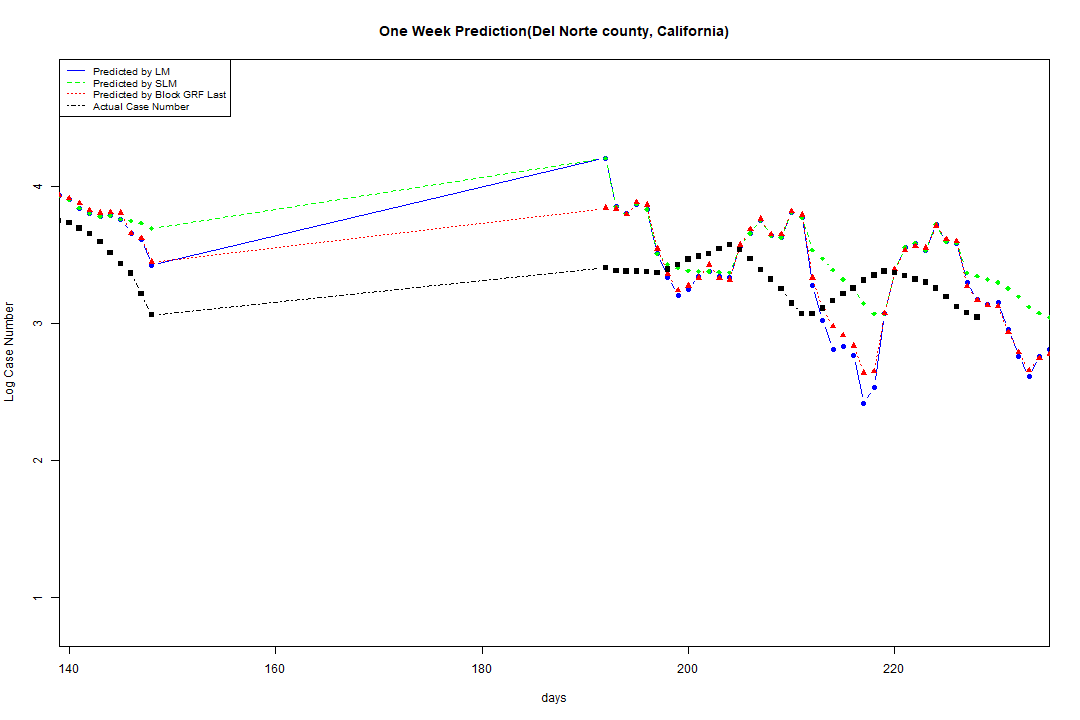 One Week Prediction(Del Norte county, California)
Predicted by LM
Predicted by SLM
Predicted by Block GRF Last
Actual Case Number
4
3
2
1
Log Case Number
140 160 180 200 220
days